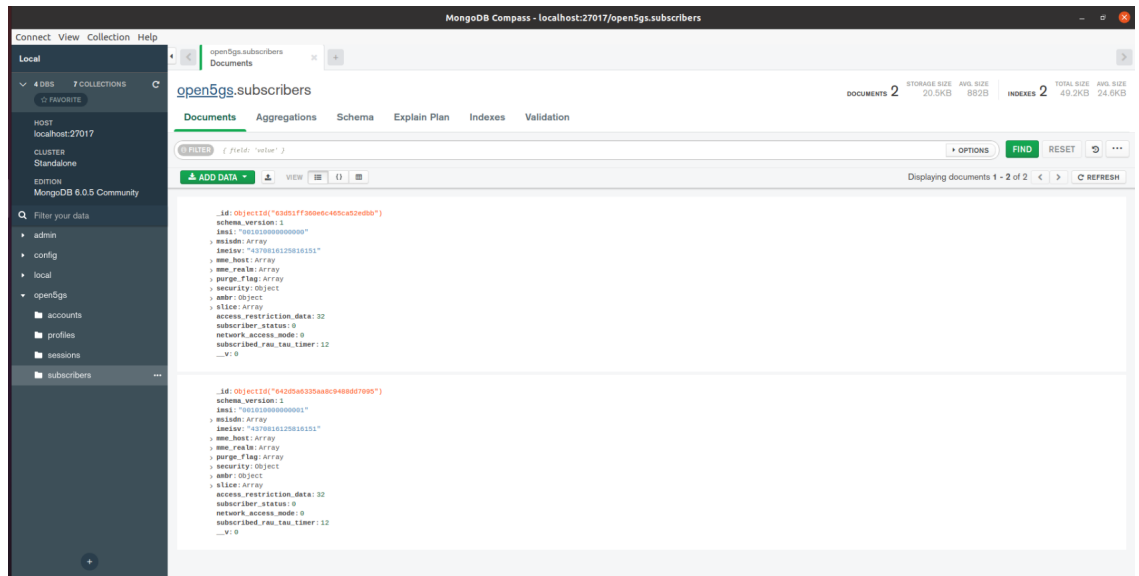 MongoDB Compass - localhost:27017/open5gs.subscribers
Connect View Collection Help
Local
4 DBS 7 COLLECTIONS
☆ FAVORITE
HOST
localhost:27017
CLUSTER
Standalone
EDITION
MongoDB 6.0.5 Community
Filter your data
admin
config
local
open5gs
accounts
profiles
sessions
subscribers
open5gs.subscribers
Documents
open5gs.subscribers
DOCUMENTS 2 STORAGE SIZE 20.5KB AVG. SIZE 882B INDEXES 2 TOTAL SIZE 49.2KB AVG. SIZE 24.6KB
Documents Aggregations Schema Explain Plan Indexes Validation
FILTER { field: 'value' } OPTIONS FIND RESET
ADD DATA VIEW {} Displaying documents 1 - 2 of 2 REFRESH
_id: ObjectId("63d51ff360e6c465ca52edbb")
schema_version: 1
imsi: "001010000000000"
msisdn: Array
imeisv: "4370816125816151"
mme_host: Array
mme_realm: Array
purge_flag: Array
security: Object
ambr: Object
slice: Array
access_restriction_data: 32
subscriber_status: 0
network_access_mode: 0
subscribed_rau_tau_timer: 12
__v: 0
_id: ObjectId("642d5a6335aa8c9488dd7095")
schema_version: 1
imsi: "001010000000001"
msisdn: Array
imeisv: "4370816125816151"
mme_host: Array
mme_realm: Array
purge_flag: Array
security: Object
ambr: Object
slice: Array
access_restriction_data: 32
subscriber_status: 0
network_access_mode: 0
subscribed_rau_tau_timer: 12
__v: 0